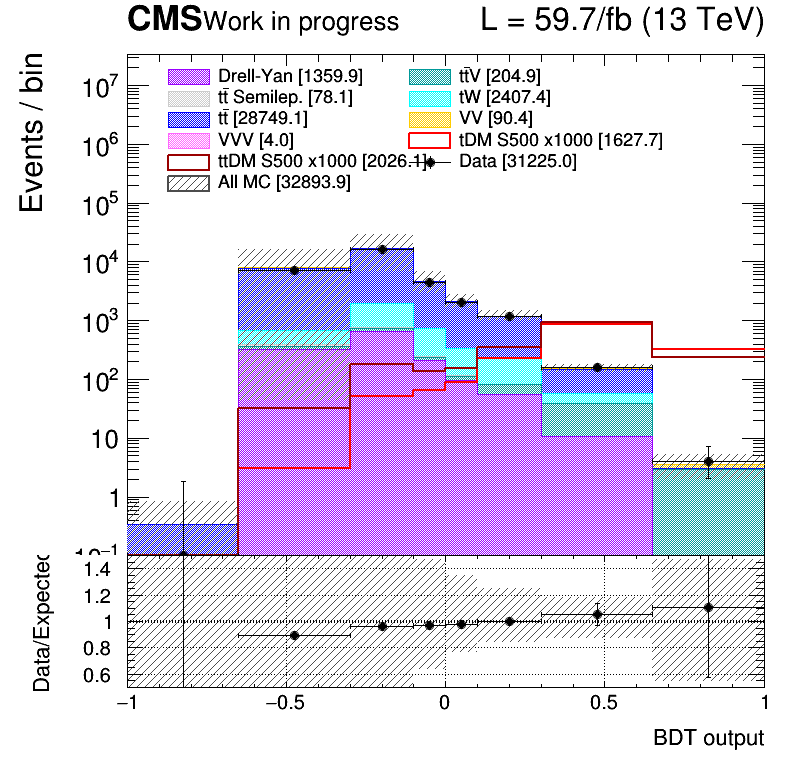 CMS Work in progress L = 59.7/fb (13 TeV)
Events / bin
Drell-Yan [1359.9] tt̄V [204.9]
tt̄ Semilep. [78.1] tW [2407.4]
tt̄ [28749.1] VV [90.4]
VVV [4.0] tDM S500 x1000 [1627.7]
ttDM S500 x1000 [2026.1] Data [31225.0]
All MC [32893.9]
10⁷
10⁶
10⁵
10⁴
10³
10²
10
1
10⁻¹
Data/Expected
1.4
1.2
1
0.8
0.6
−1 −0.5 0 0.5 1
BDT output